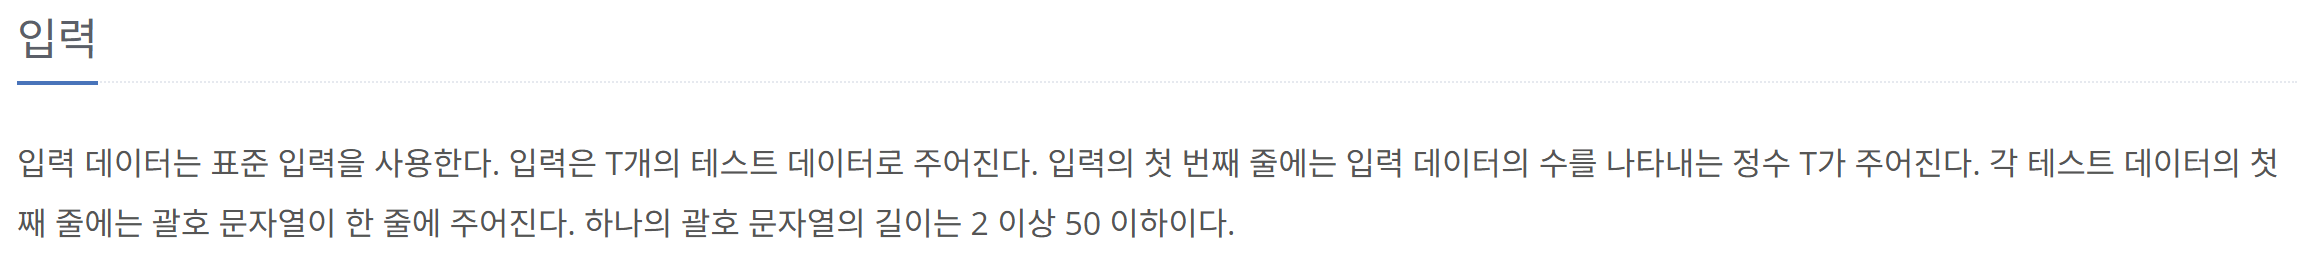 입력
입력 데이터는 표준 입력을 사용한다. 입력은 T개의 테스트 데이터로 주어진다. 입력의 첫 번째 줄에는 입력 데이터의 수를 나타내는 정수 T가 주어진다. 각 테스트 데이터의 첫
째 줄에는 괄호 문자열이 한 줄에 주어진다. 하나의 괄호 문자열의 길이는 2 이상 50 이하이다.